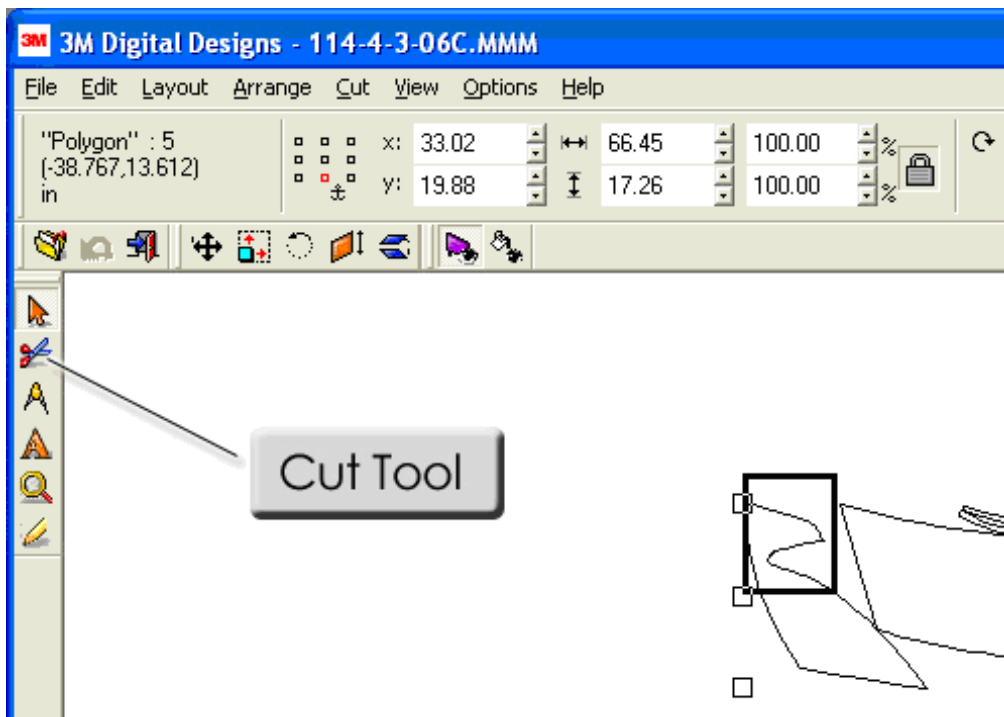 3M 3M Digital Designs - 114-4-3-06C.MMM
File Edit Layout Arrange Cut View Options Help
"Polygon" : 5
(-38.767,13.612)
in
x: 33.02 66.45 100.00 %
y: 19.88 17.26 100.00 %
Cut Tool